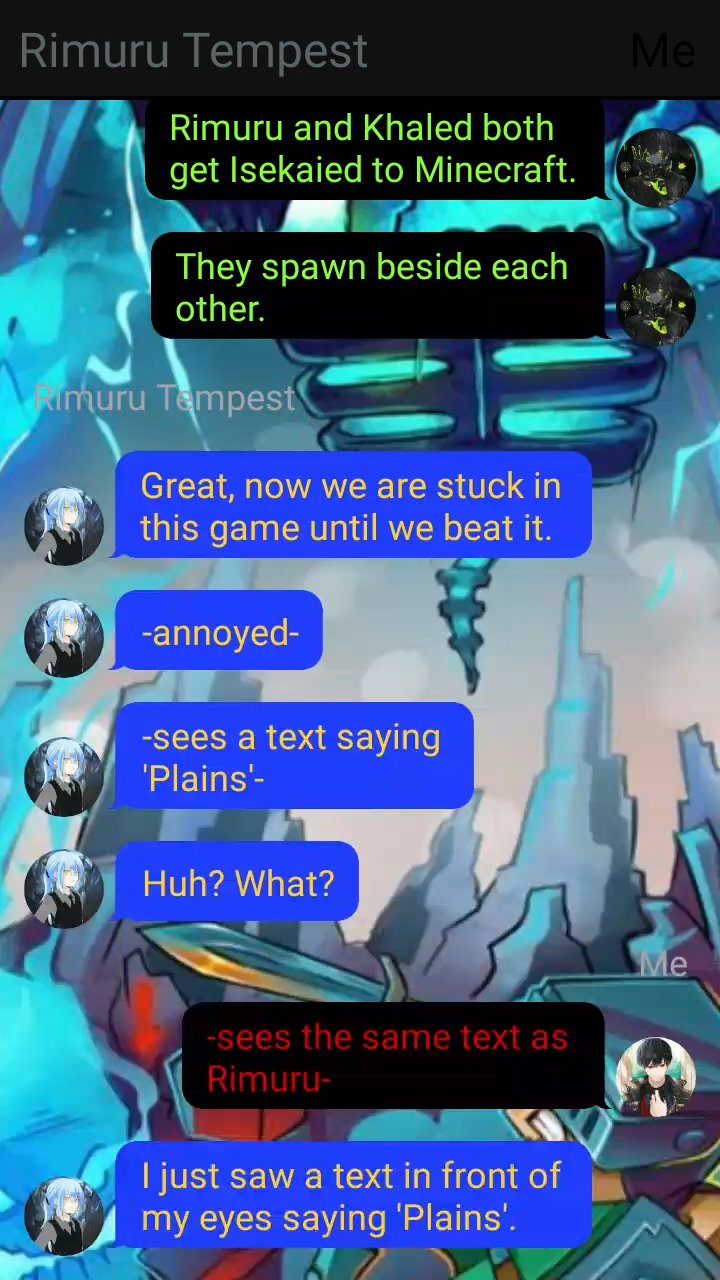 Rimuru Tempest
Me
Rimuru and Khaled both
get Isekaied to Minecraft.
They spawn beside each
other.
Rimuru Tempest
Great, now we are stuck in
this game until we beat it.
-annoyed-
-sees a text saying
'Plains'-
Huh? What?
Me
-sees the same text as
Rimuru-
I just saw a text in front of
my eyes saying 'Plains'.